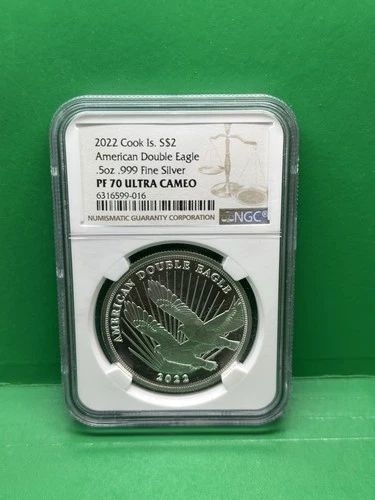 2022 Cook Is. S$2
American Double Eagle
.5oz .999 Fine Silver
PF 70 ULTRA CAMEO
6316599-016
NUMISMATIC GUARANTY CORPORATION
NGC®
AMERICAN DOUBLE EAGLE
2022